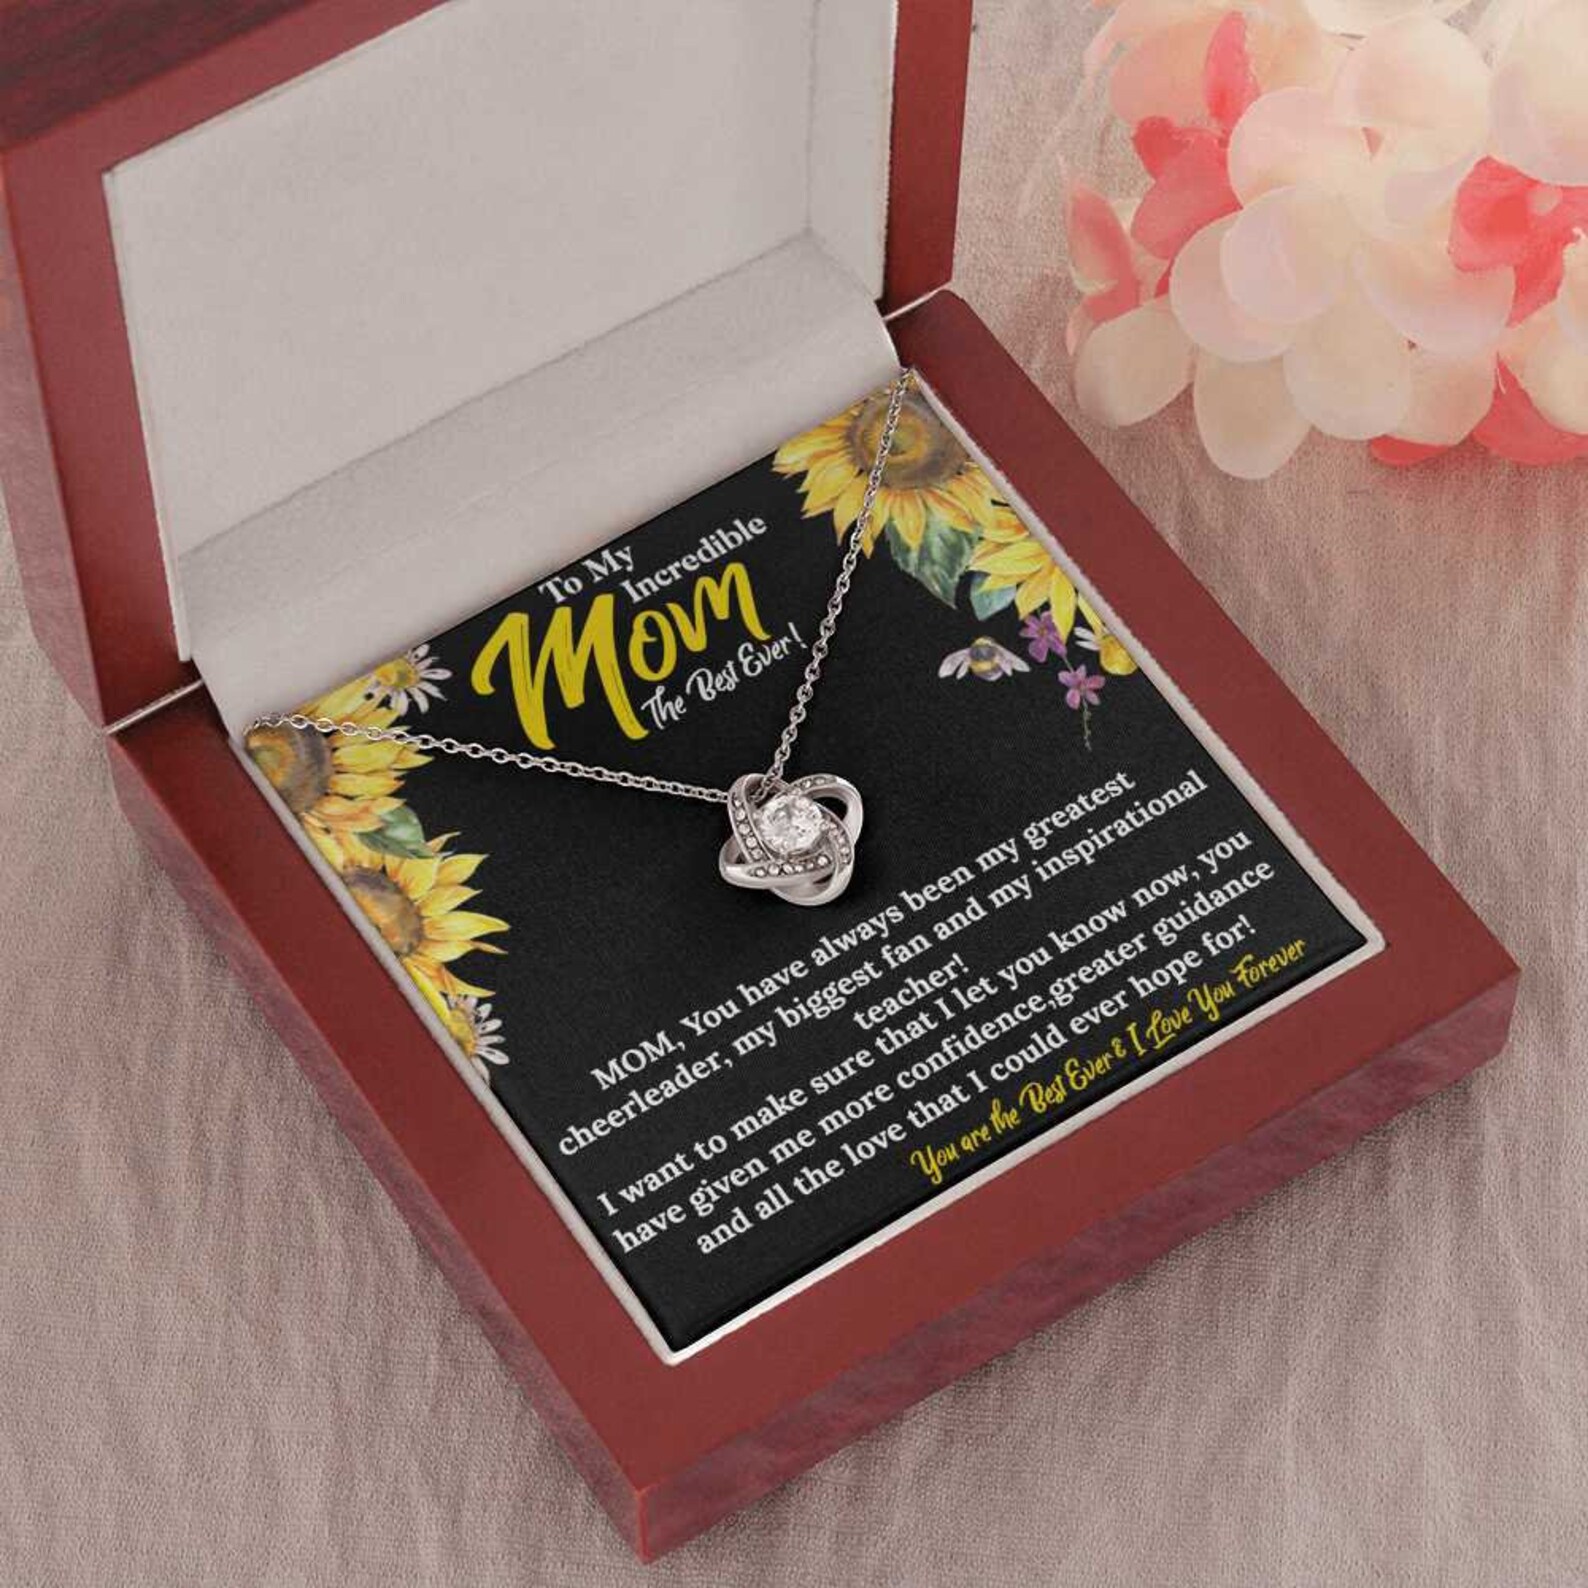 To My
Incredible
Mom
The Best Ever!
MOM, You have always been my greatest
cheerleader, my biggest fan and my inspirational
teacher!
I want to make sure that I let you know now, you
have given me more confidence,greater guidance
and all the love that I could ever hope for!
You are the Best Ever & I Love You Forever